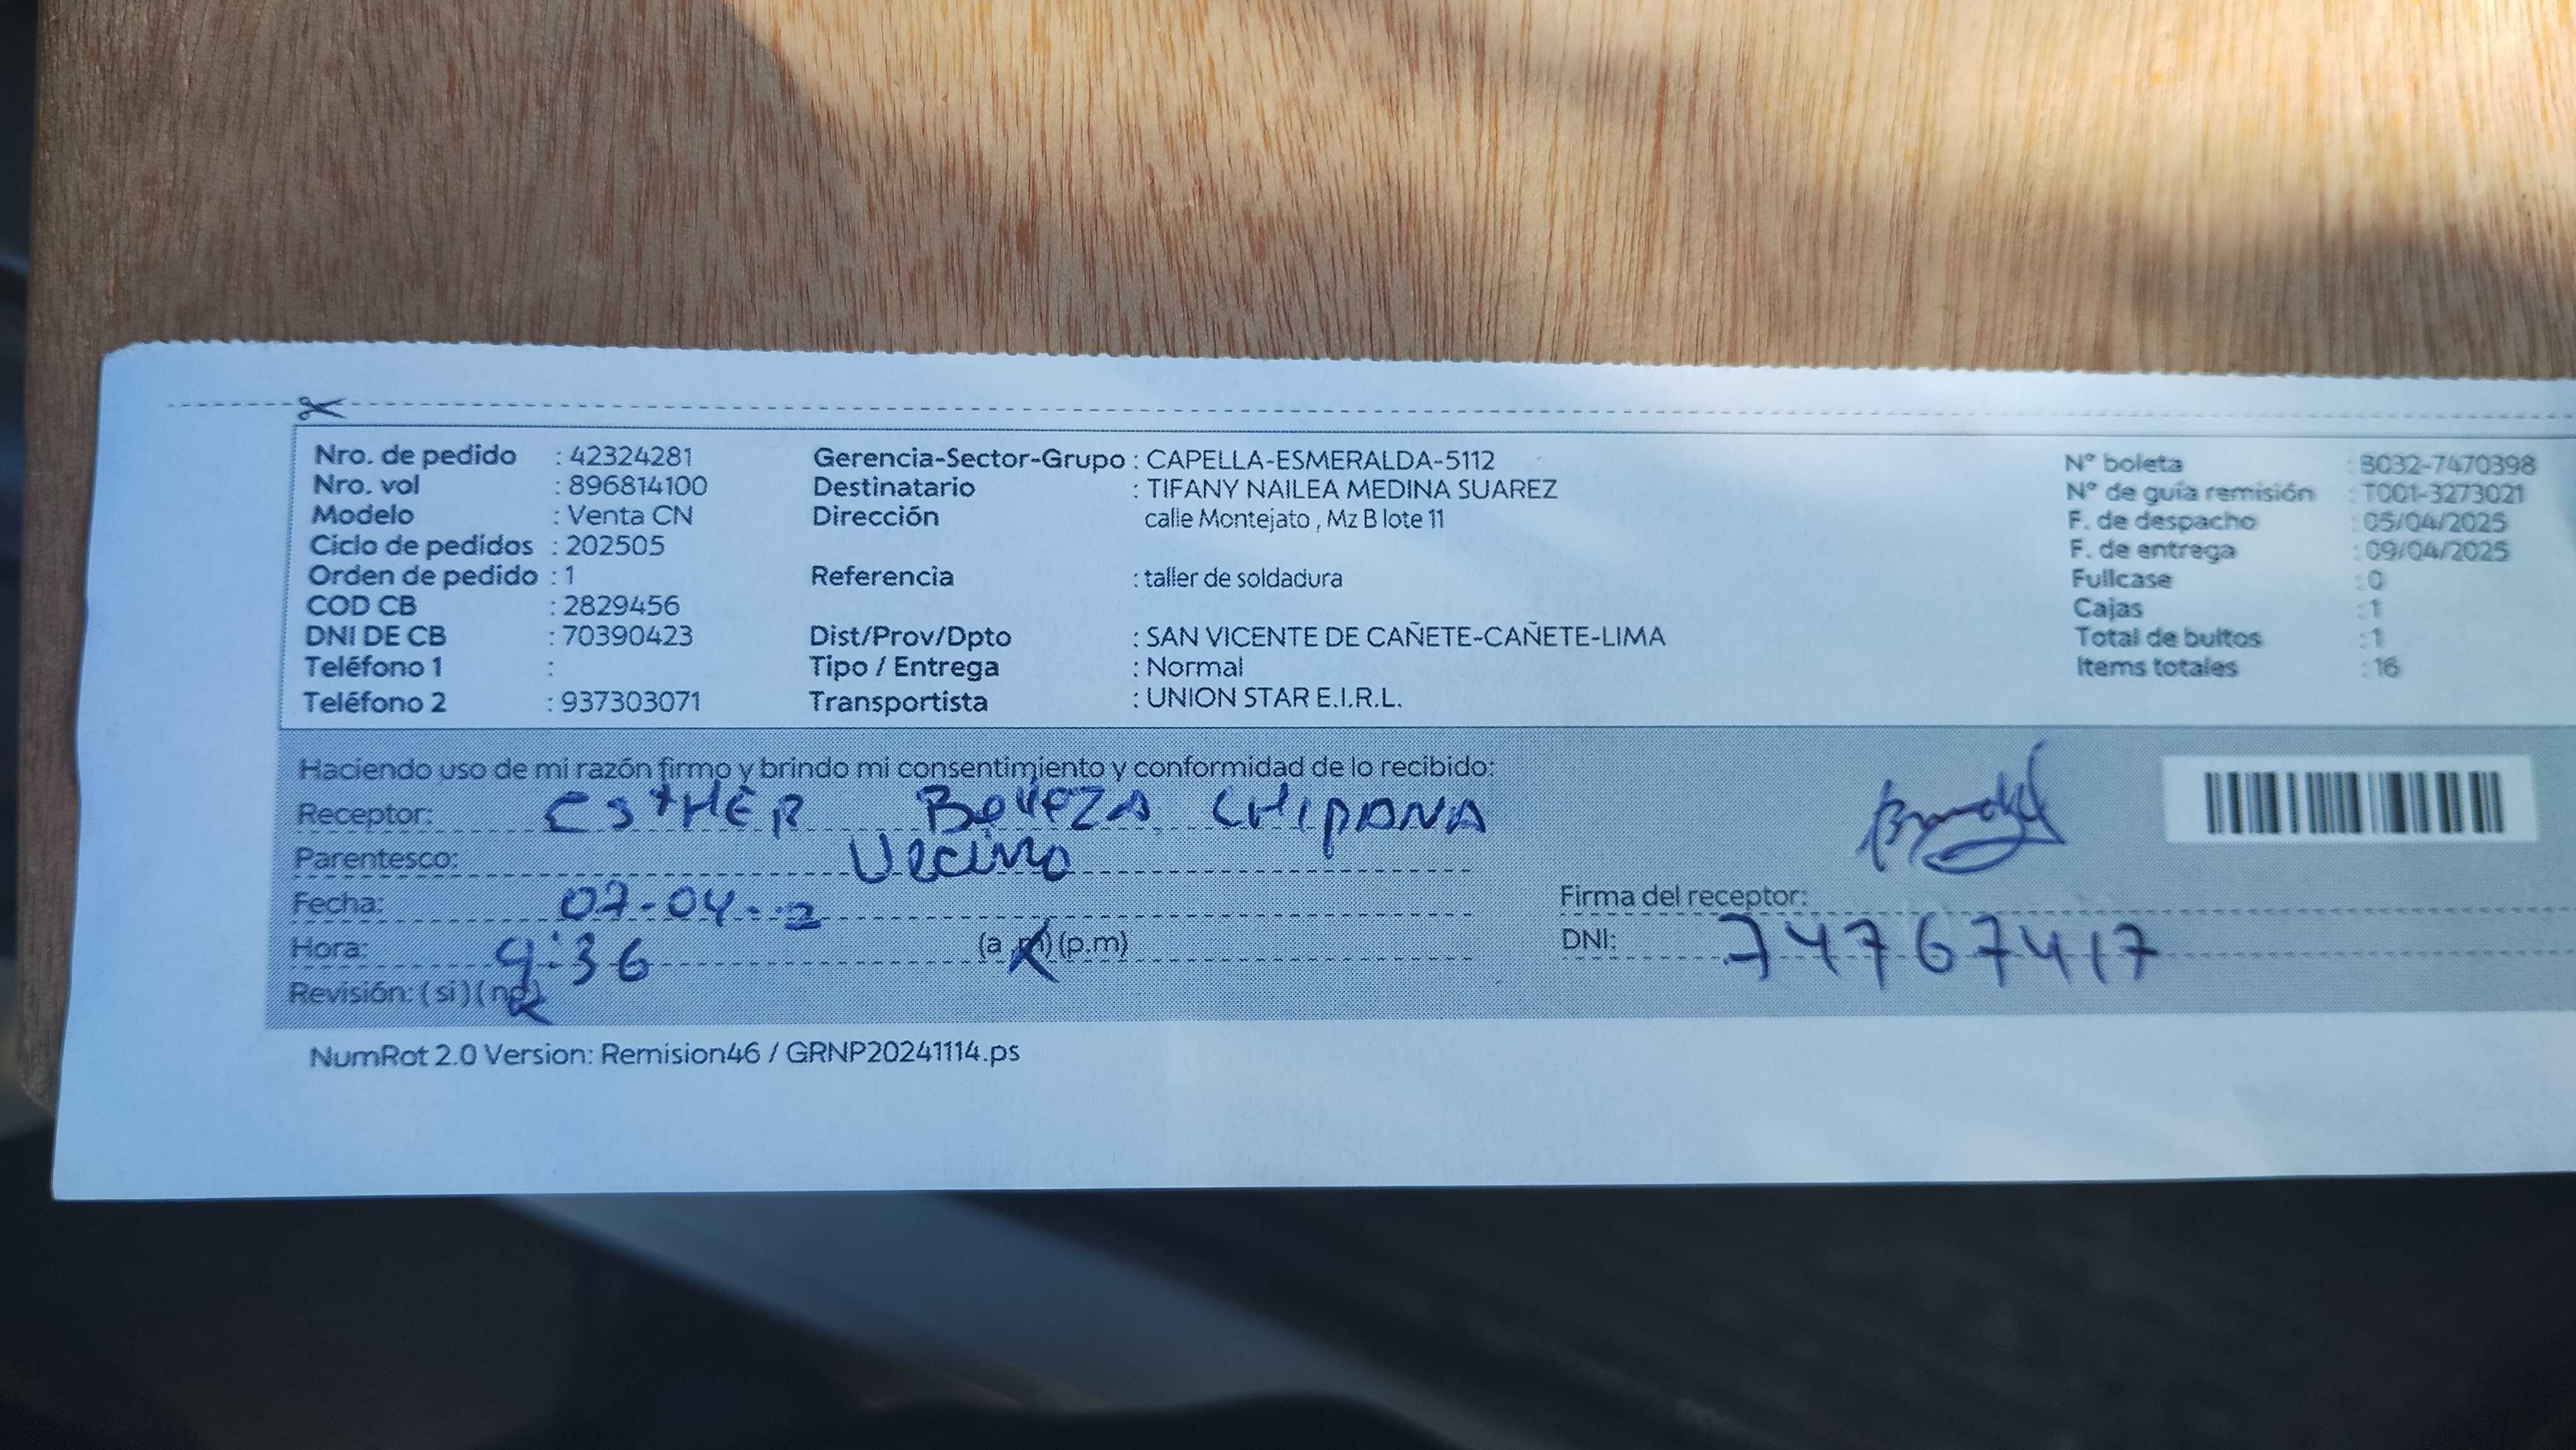 Nro. de pedido : 42324281
Nro. vol : 896814100
Modelo : Venta CN
Ciclo de pedidos : 202505
Orden de pedido : 1
COD CB : 2829456
DNI DE CB : 70390423
Teléfono 1 :
Teléfono 2 : 937303071
Gerencia-Sector-Grupo : CAPELLA-ESMERALDA-5112
Destinatario : TIFANY NAILEA MEDINA SUAREZ
Dirección calle Montejato , Mz B lote 11
Referencia : taller de soldadura
Dist/Prov/Dpto : SAN VICENTE DE CAÑETE-CAÑETE-LIMA
Tipo / Entrega : Normal
Transportista : UNION STAR E.I.R.L.
N° boleta : B032-7470398
N° de guía remisión : T001-3273021
F. de despacho : 05/04/2025
F. de entrega : 09/04/2025
Fullcase : 0
Cajas : 1
Total de bultos : 1
Items totales : 16
Haciendo uso de mi razón firmo y brindo mi consentimiento y conformidad de lo recibido:
Receptor: ESTHER CHIPANA
Parentesco: Vecino
Fecha: 07-04-
Hora: 9:36 (a.m) (p.m)
Revisión: (si) (no)
Firma del receptor:
DNI: 74767417
NumRot 2.0 Version: Remision46 / GRNP20241114.ps